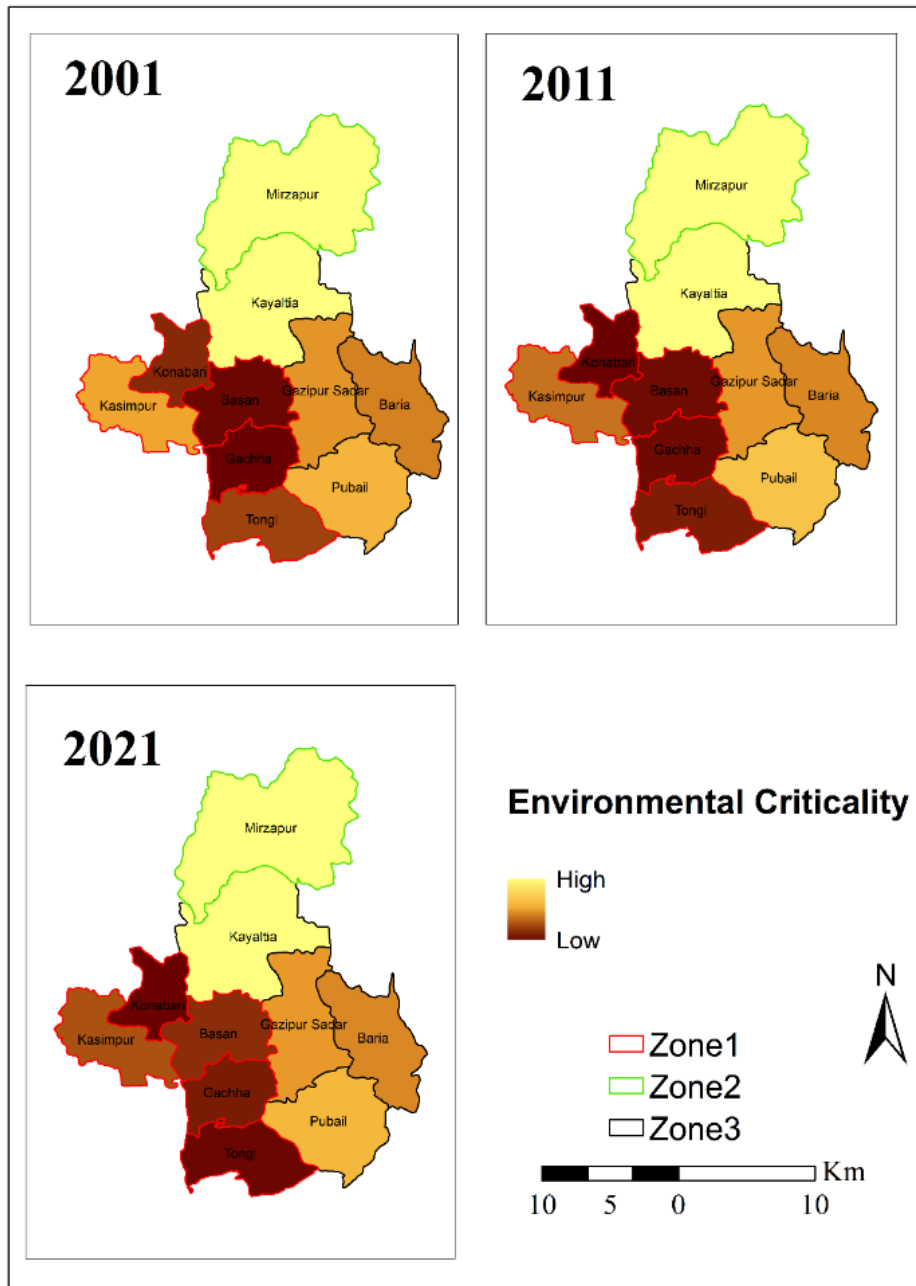 2001
Mirzapur
Kayaltia
Konabari
Kasimpur
Basan
Gazipur Sadar
Baria
Gachha
Pubail
Tongi
2011
Mirzapur
Kayaltia
Konabari
Kasimpur
Basan
Gazipur Sadar
Baria
Gachha
Pubail
Tongi
2021
Mirzapur
Kayaltia
Konabari
Kasimpur
Basan
Gazipur Sadar
Baria
Gachha
Pubail
Tongi
Environmental Criticality
High
Low
N
Zone1
Zone2
Zone3
Km
10 5 0 10